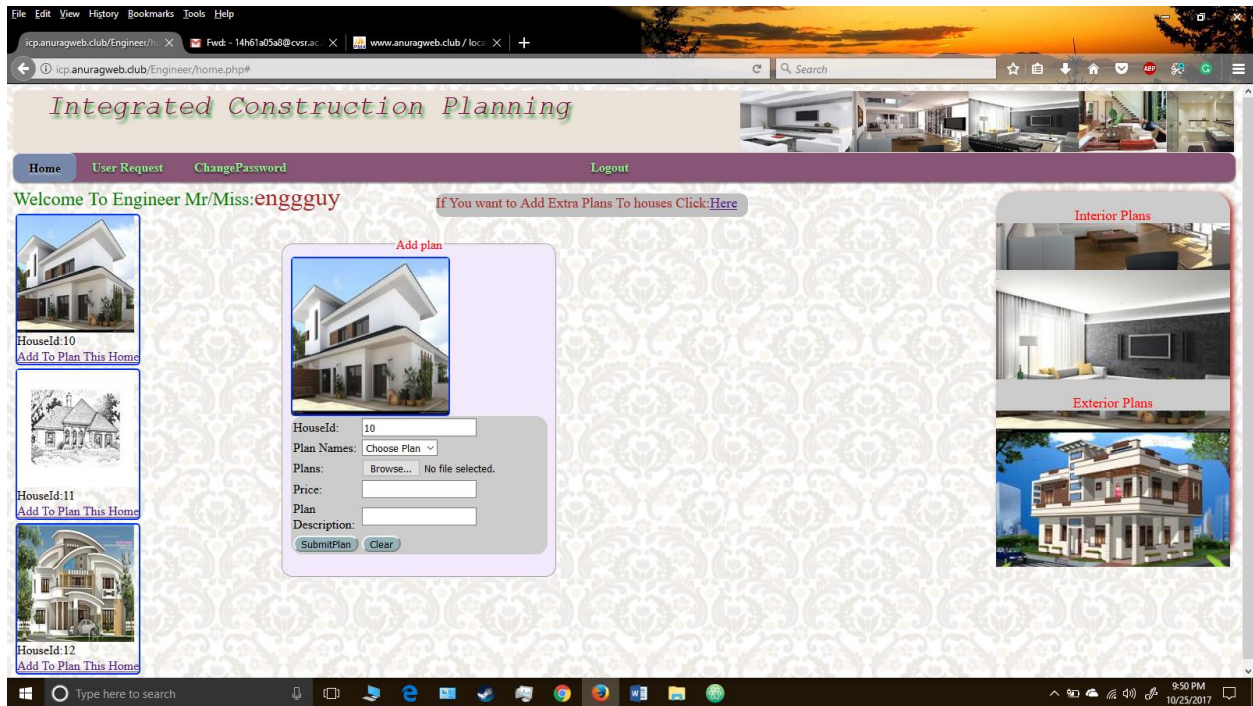 File Edit View History Bookmarks Tools Help
icp.anuragweb.club/Engineer/h
Fwd: - 14h61a05a8@cvsr.ac.
www.anuragweb.club / loca
icp.anuragweb.club/Engineer/home.php#
Search
Integrated Construction Planning
Home User Request ChangePassword Logout
Welcome To Engineer Mr/Miss:enggguy
If You want to Add Extra Plans To houses Click:Here
HouseId:10
Add To Plan This Home
HouseId:11
Add To Plan This Home
HouseId:12
Add To Plan This Home
Add plan
HouseId: 10
Plan Names: Choose Plan
Plans: Browse... No file selected.
Price:
Plan
Description:
SubmitPlan Clear
Interior Plans
Exterior Plans
Type here to search
9:50 PM
10/25/2017